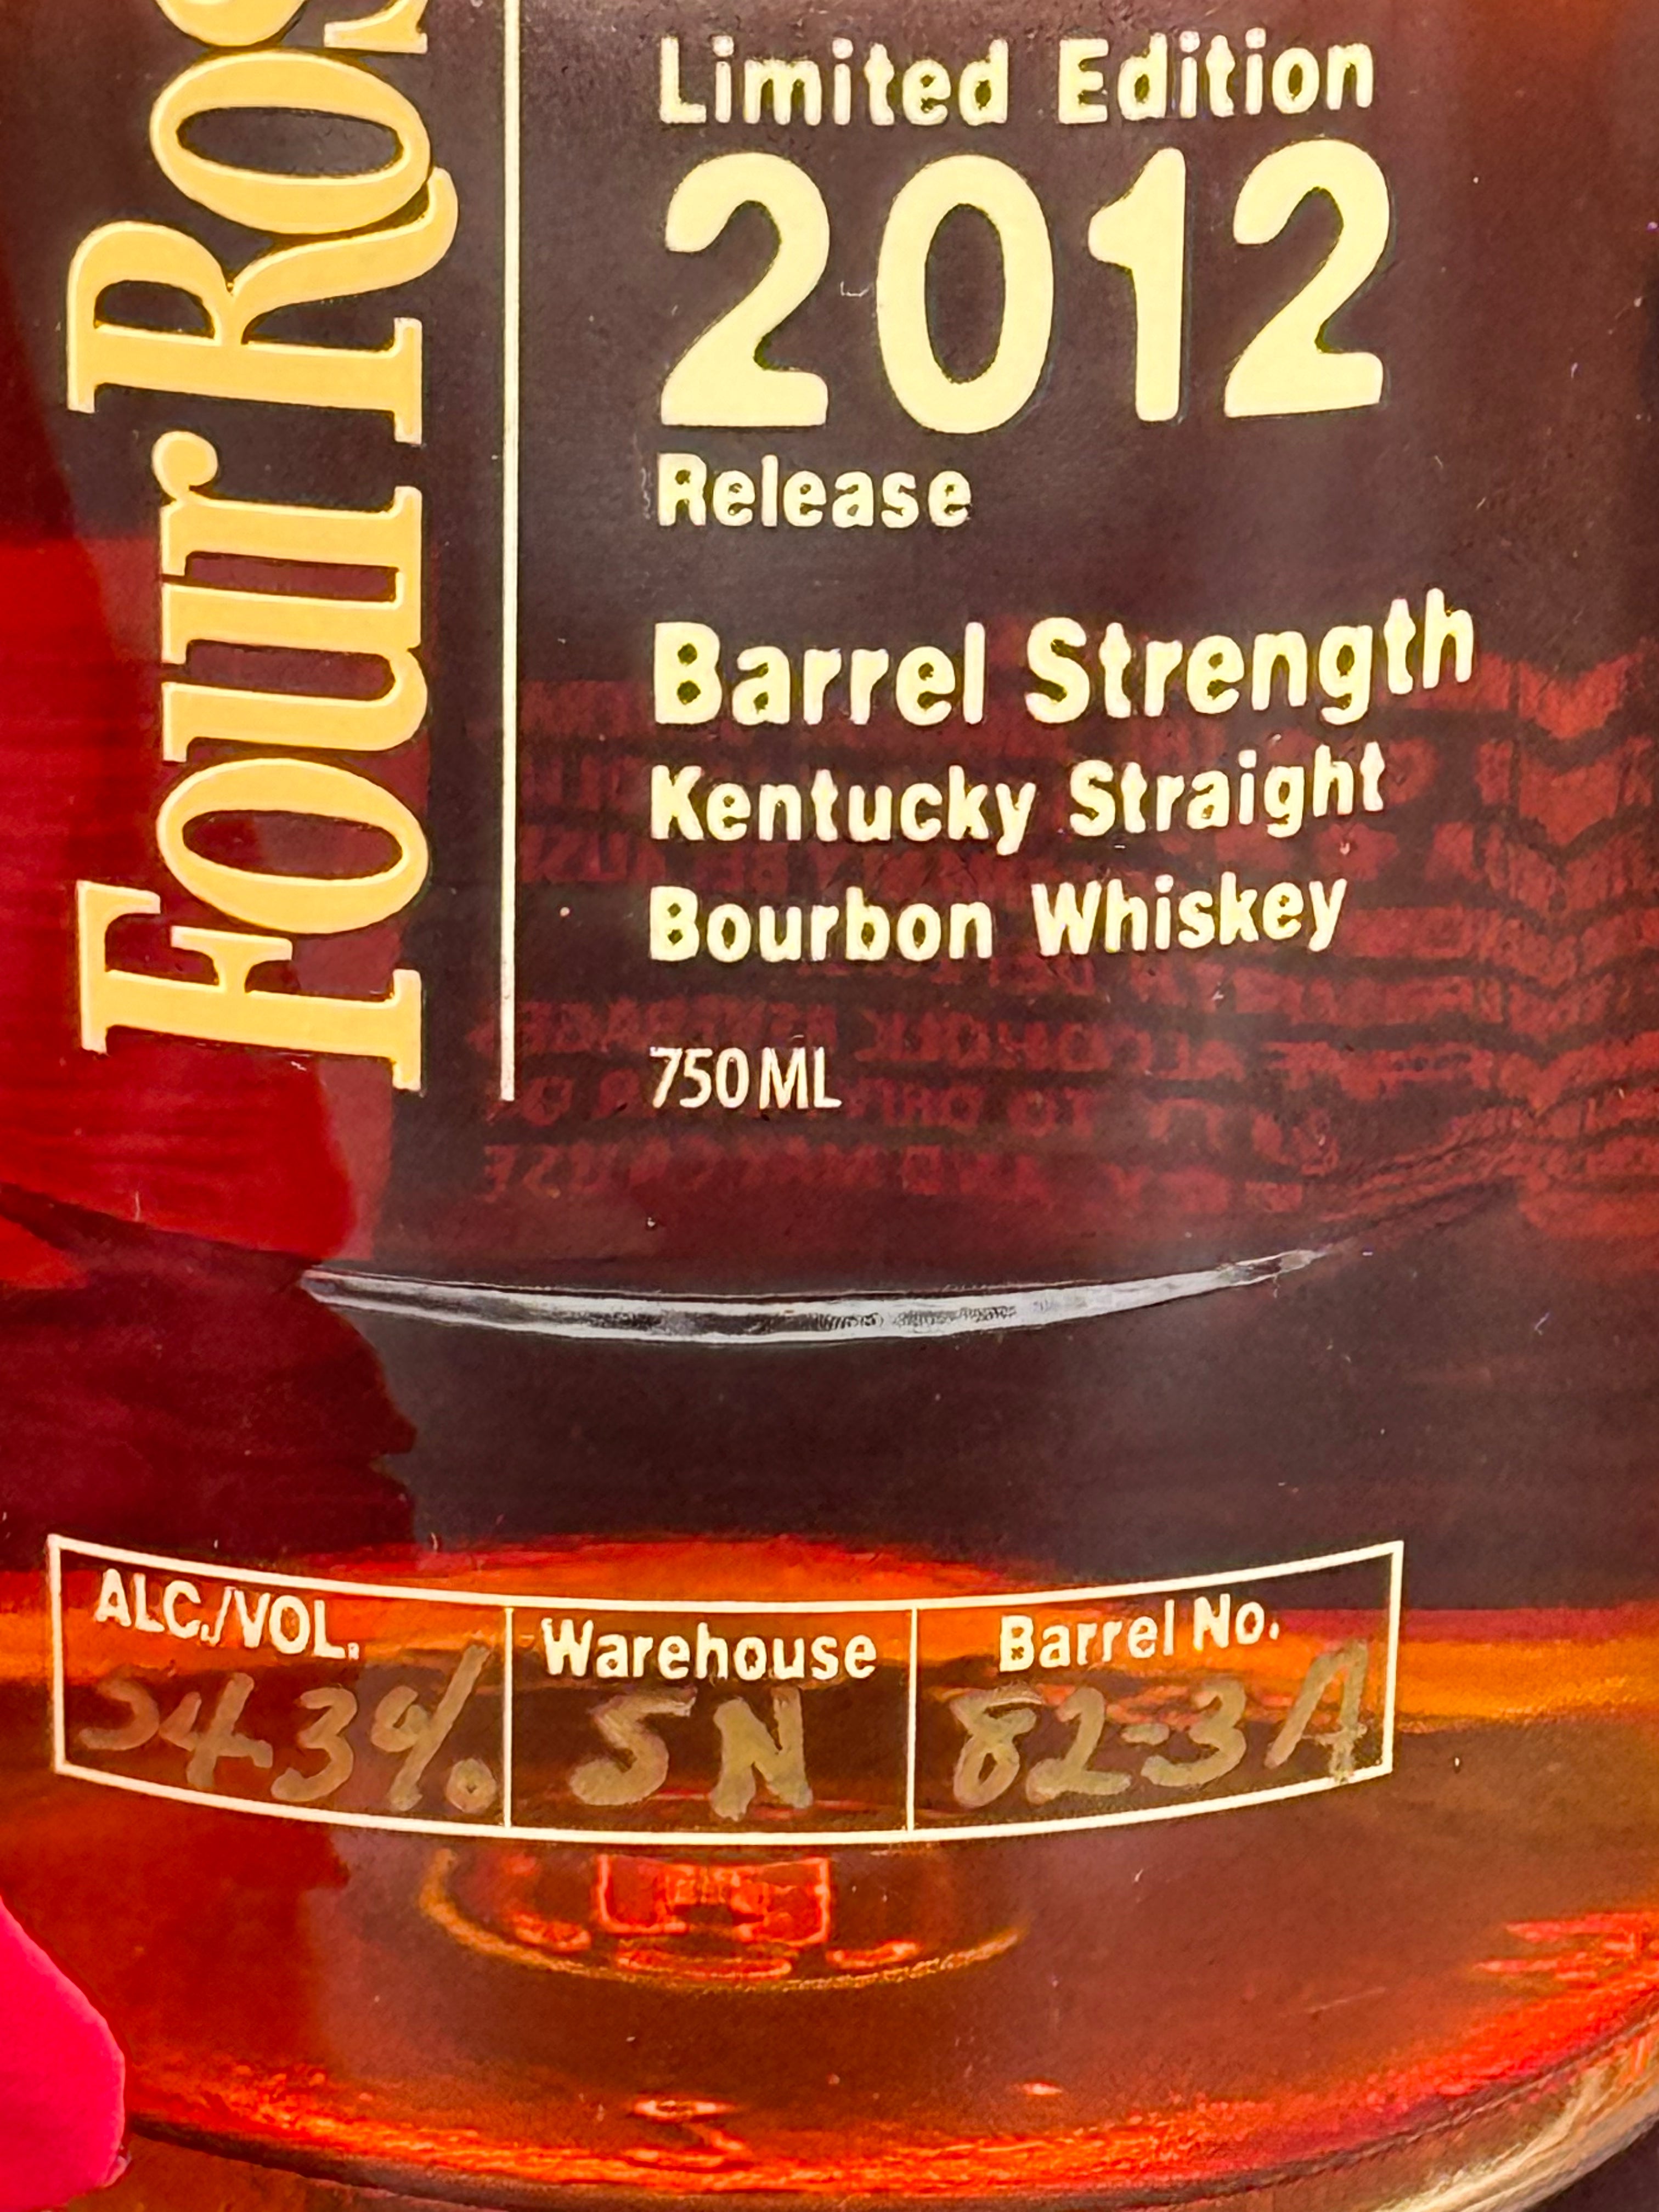 Four Ros
Limited Edition
2012
Release
Barrel Strength
Kentucky Straight
Bourbon Whiskey
750 ML
ALC./VOL. Warehouse Barrel No.
54.3% SN 82-3A